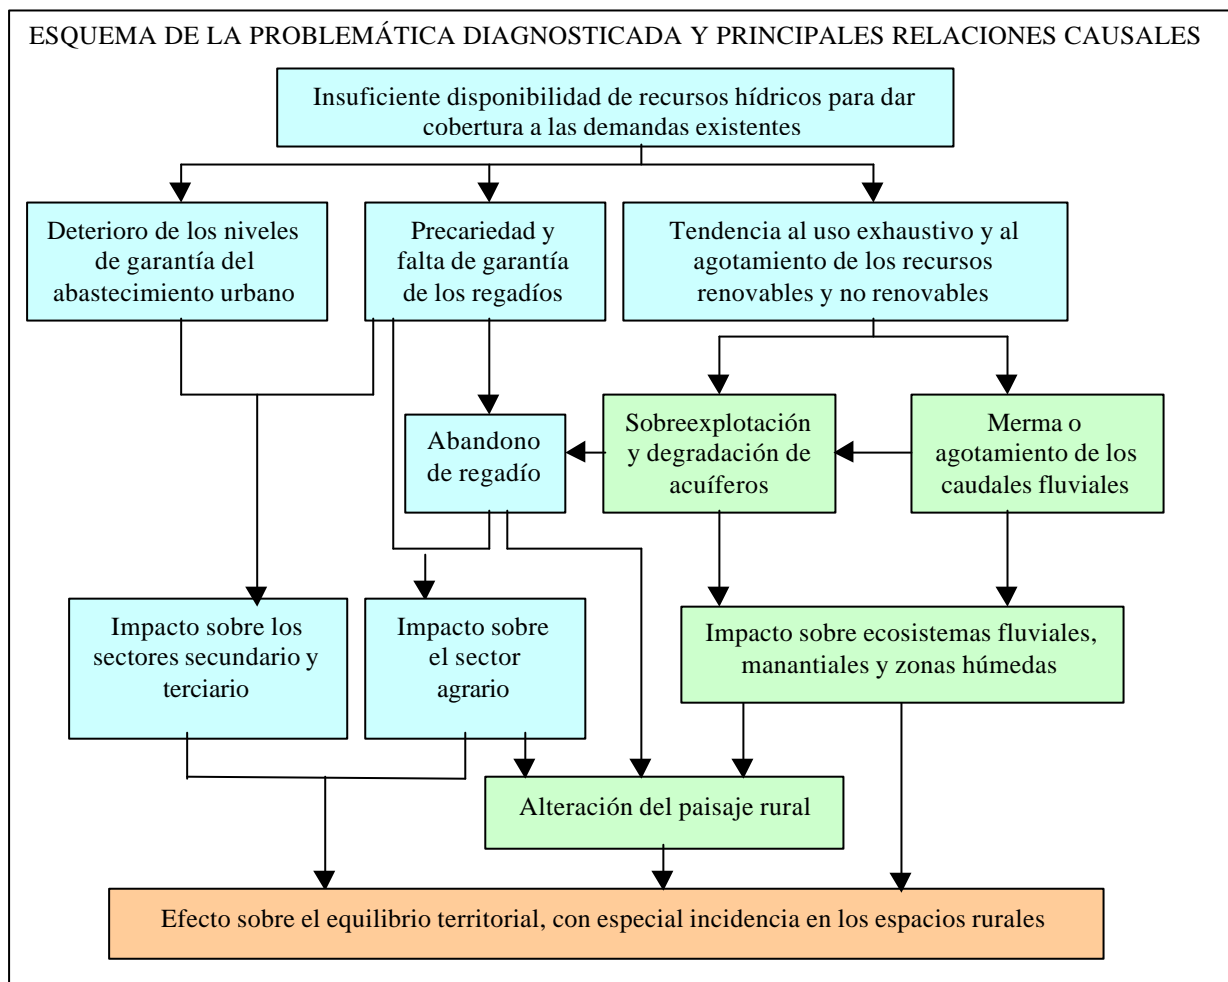 ESQUEMA DE LA PROBLEMÁTICA DIAGNOSTICADA Y PRINCIPALES RELACIONES CAUSALES
Insuficiente disponibilidad de recursos hídricos para dar
cobertura a las demandas existentes
Deterioro de los niveles
de garantía del
abastecimiento urbano
Precariedad y
falta de garantía
de los regadíos
Tendencia al uso exhaustivo y al
agotamiento de los recursos
renovables y no renovables
Abandono
de regadío
Sobreexplotación
y degradación de
acuíferos
Merma o
agotamiento de los
caudales fluviales
Impacto sobre los
sectores secundario y
terciario
Impacto sobre
el sector
agrario
Impacto sobre ecosistemas fluviales,
manantiales y zonas húmedas
Alteración del paisaje rural
Efecto sobre el equilibrio territorial, con especial incidencia en los espacios rurales